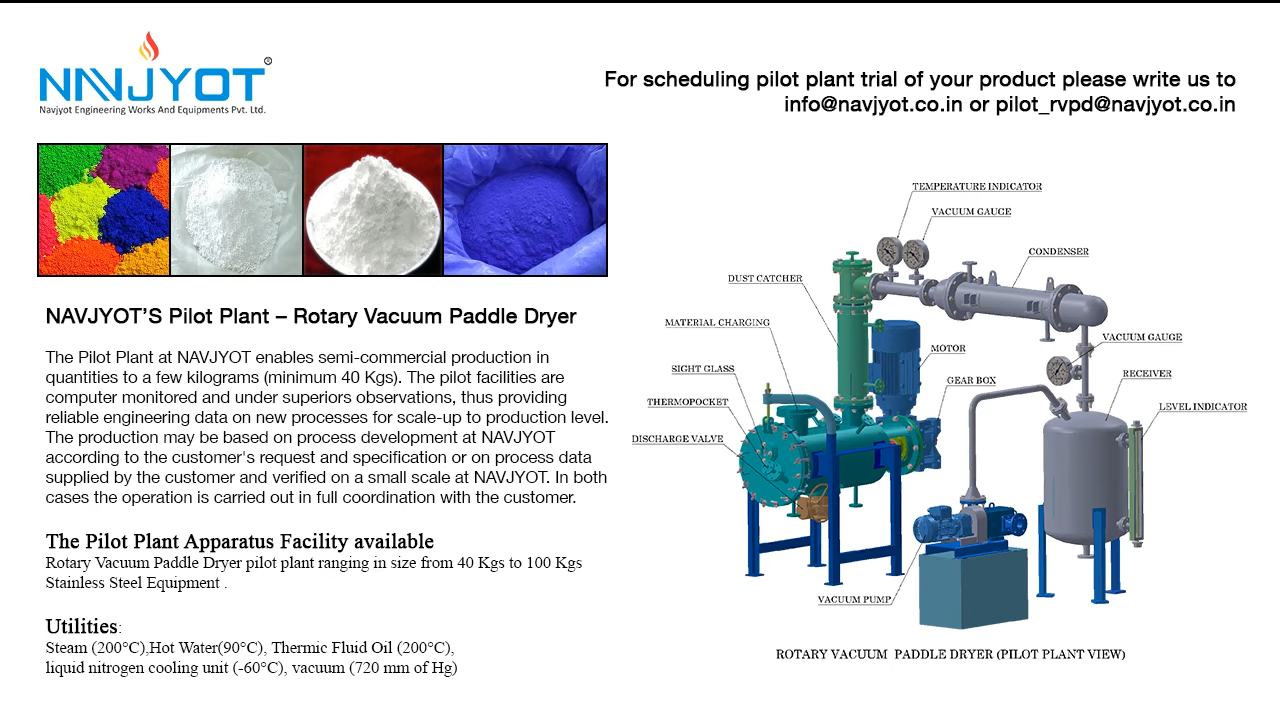 NAVJYOT ®
Navjyot Engineering Works And Equipments Pvt. Ltd.
For scheduling pilot plant trial of your product please write us to
info@navjyot.co.in or pilot_rvpd@navjyot.co.in
NAVJYOT’S Pilot Plant – Rotary Vacuum Paddle Dryer
The Pilot Plant at NAVJYOT enables semi-commercial production in
quantities to a few kilograms (minimum 40 Kgs). The pilot facilities are
computer monitored and under superiors observations, thus providing
reliable engineering data on new processes for scale-up to production level.
The production may be based on process development at NAVJYOT
according to the customer's request and specification or on process data
supplied by the customer and verified on a small scale at NAVJYOT. In both
cases the operation is carried out in full coordination with the customer.
The Pilot Plant Apparatus Facility available
Rotary Vacuum Paddle Dryer pilot plant ranging in size from 40 Kgs to 100 Kgs
Stainless Steel Equipment .
Utilities:
Steam (200°C),Hot Water(90°C), Thermic Fluid Oil (200°C),
liquid nitrogen cooling unit (-60°C), vacuum (720 mm of Hg)
TEMPERATURE INDICATOR
VACUUM GAUGE
CONDENSER
DUST CATCHER
MATERIAL CHARGING
VACUUM GAUGE
MOTOR
SIGHT GLASS
RECEIVER
GEAR BOX
THERMOPOCKET
LEVEL INDICATOR
DISCHARGE VALVE
VACUUM PUMP
ROTARY VACUUM PADDLE DRYER (PILOT PLANT VIEW)